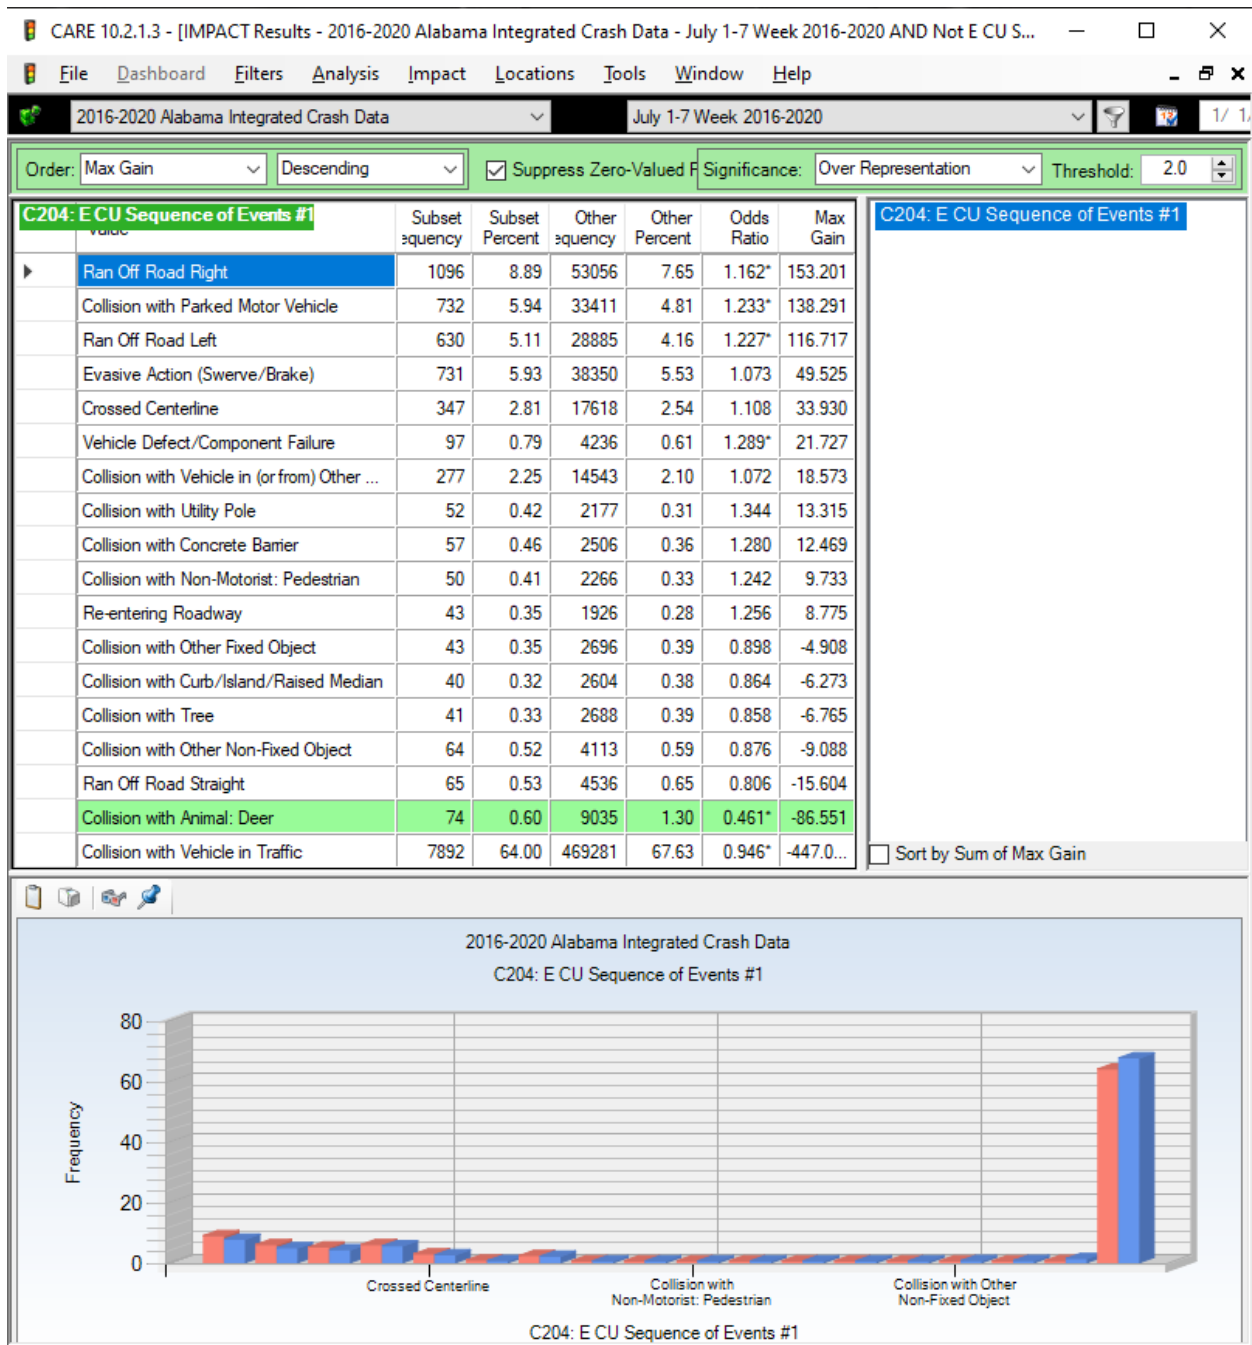 CARE 10.2.1.3 - [IMPACT Results - 2016-2020 Alabama Integrated Crash Data - July 1-7 Week 2016-2020 AND Not E CU S...
File Dashboard Filters Analysis Impact Locations Tools Window Help
2016-2020 Alabama Integrated Crash Data July 1-7 Week 2016-2020 12 1/ 1/
Order: Max Gain Descending Suppress Zero-Valued F Significance: Over Representation Threshold: 2.0
C204: E CU Sequence of Events #1 Subset Subset Other Other Odds Max C204: E CU Sequence of Events #1
equency Percent equency Percent Ratio Gain
Ran Off Road Right 1096 8.89 53056 7.65 1.162* 153.201
Collision with Parked Motor Vehicle 732 5.94 33411 4.81 1.233* 138.291
Ran Off Road Left 630 5.11 28885 4.16 1.227* 116.717
Evasive Action (Swerve/Brake) 731 5.93 38350 5.53 1.073 49.525
Crossed Centerline 347 2.81 17618 2.54 1.108 33.930
Vehicle Defect/Component Failure 97 0.79 4236 0.61 1.289* 21.727
Collision with Vehicle in (or from) Other ... 277 2.25 14543 2.10 1.072 18.573
Collision with Utility Pole 52 0.42 2177 0.31 1.344 13.315
Collision with Concrete Barrier 57 0.46 2506 0.36 1.280 12.469
Collision with Non-Motorist: Pedestrian 50 0.41 2266 0.33 1.242 9.733
Re-entering Roadway 43 0.35 1926 0.28 1.256 8.775
Collision with Other Fixed Object 43 0.35 2696 0.39 0.898 -4.908
Collision with Curb/Island/Raised Median 40 0.32 2604 0.38 0.864 -6.273
Collision with Tree 41 0.33 2688 0.39 0.858 -6.765
Collision with Other Non-Fixed Object 64 0.52 4113 0.59 0.876 -9.088
Ran Off Road Straight 65 0.53 4536 0.65 0.806 -15.604
Collision with Animal: Deer 74 0.60 9035 1.30 0.461* -86.551
Collision with Vehicle in Traffic 7892 64.00 469281 67.63 0.946* -447.0... Sort by Sum of Max Gain
2016-2020 Alabama Integrated Crash Data
C204: E CU Sequence of Events #1
80
60
40
20
0
Frequency
Crossed Centerline Collision with Collision with Other
Non-Motorist: Pedestrian Non-Fixed Object
C204: E CU Sequence of Events #1